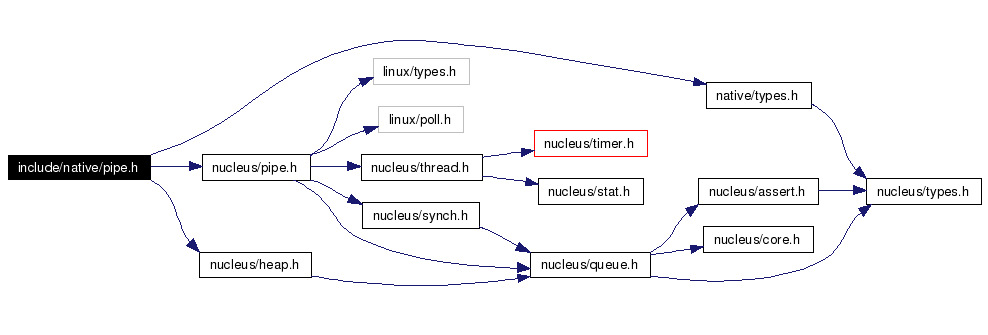 linux/types.h
native/types.h
linux/poll.h
nucleus/timer.h
include/native/pipe.h
nucleus/pipe.h
nucleus/thread.h
nucleus/stat.h
nucleus/assert.h
nucleus/types.h
nucleus/synch.h
nucleus/core.h
nucleus/heap.h
nucleus/queue.h